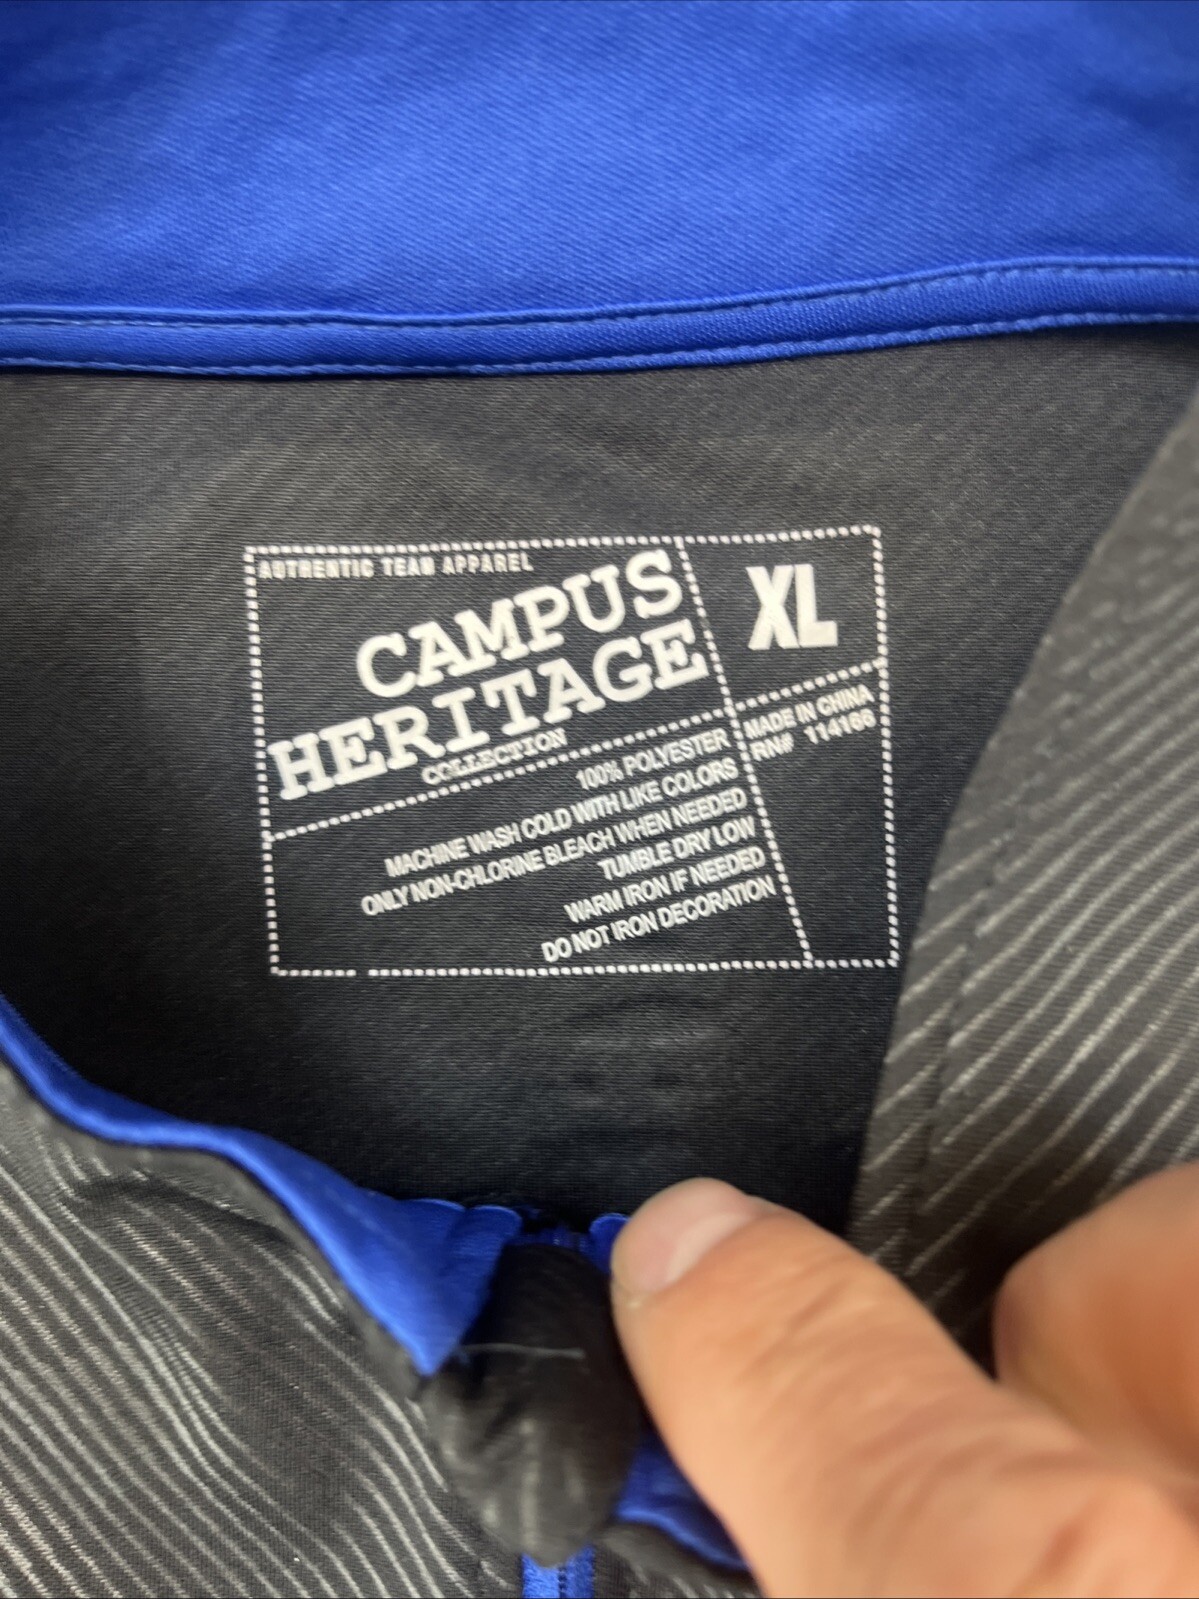 AUTHENTIC TEAM APPAREL
CAMPUS
HERITAGE
COLLECTION
XL
MADE IN CHINA
RN# 114166
100% POLYESTER
MACHINE WASH COLD WITH LIKE COLORS
ONLY NON-CHLORINE BLEACH WHEN NEEDED
TUMBLE DRY LOW
WARM IRON IF NEEDED
DO NOT IRON DECORATION